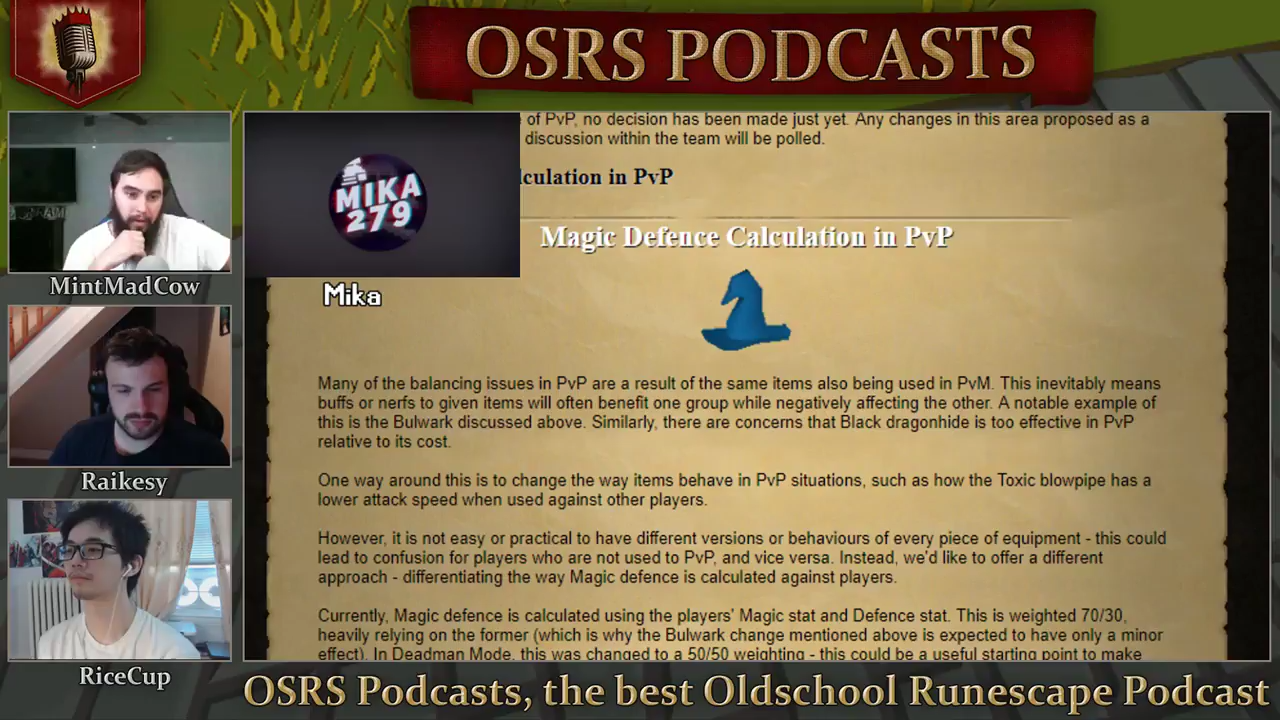 OSRS PODCASTS
of PvP, no decision has been made just yet. Any changes in this area proposed as a
discussion within the team will be polled.
lculation in PvP
MIKA
279
Magic Defence Calculation in PvP
MintMadCow
Mika
Many of the balancing issues in PvP are a result of the same items also being used in PvM. This inevitably means
buffs or nerfs to given items will often benefit one group while negatively affecting the other. A notable example of
this is the Bulwark discussed above. Similarly, there are concerns that Black dragonhide is too effective in PvP
relative to its cost.
Raikesy
One way around this is to change the way items behave in PvP situations, such as how the Toxic blowpipe has a
lower attack speed when used against other players.
However, it is not easy or practical to have different versions or behaviours of every piece of equipment - this could
lead to confusion for players who are not used to PvP, and vice versa. Instead, we'd like to offer a different
approach - differentiating the way Magic defence is calculated against players.
Currently, Magic defence is calculated using the players' Magic stat and Defence stat. This is weighted 70/30,
heavily relying on the former (which is why the Bulwark change mentioned above is expected to have only a minor
effect). In Deadman Mode, this was changed to a 50/50 weighting - this could be a useful starting point to make
RiceCup
OSRS Podcasts, the best Oldschool Runescape Podcast